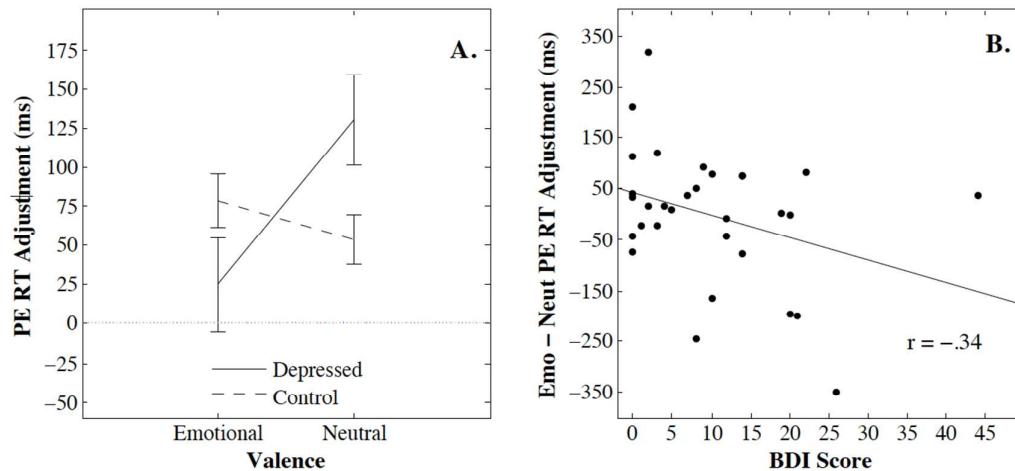 A.
PE RT Adjustment (ms)
175
150
125
100
75
50
25
0
−25
−50
Depressed
Control
Emotional Neutral
Valence
B.
Emo − Neut PE RT Adjustment (ms)
350
250
150
50
−50
−150
−250
−350
r = −.34
0 5 10 15 20 25 30 35 40 45
BDI Score